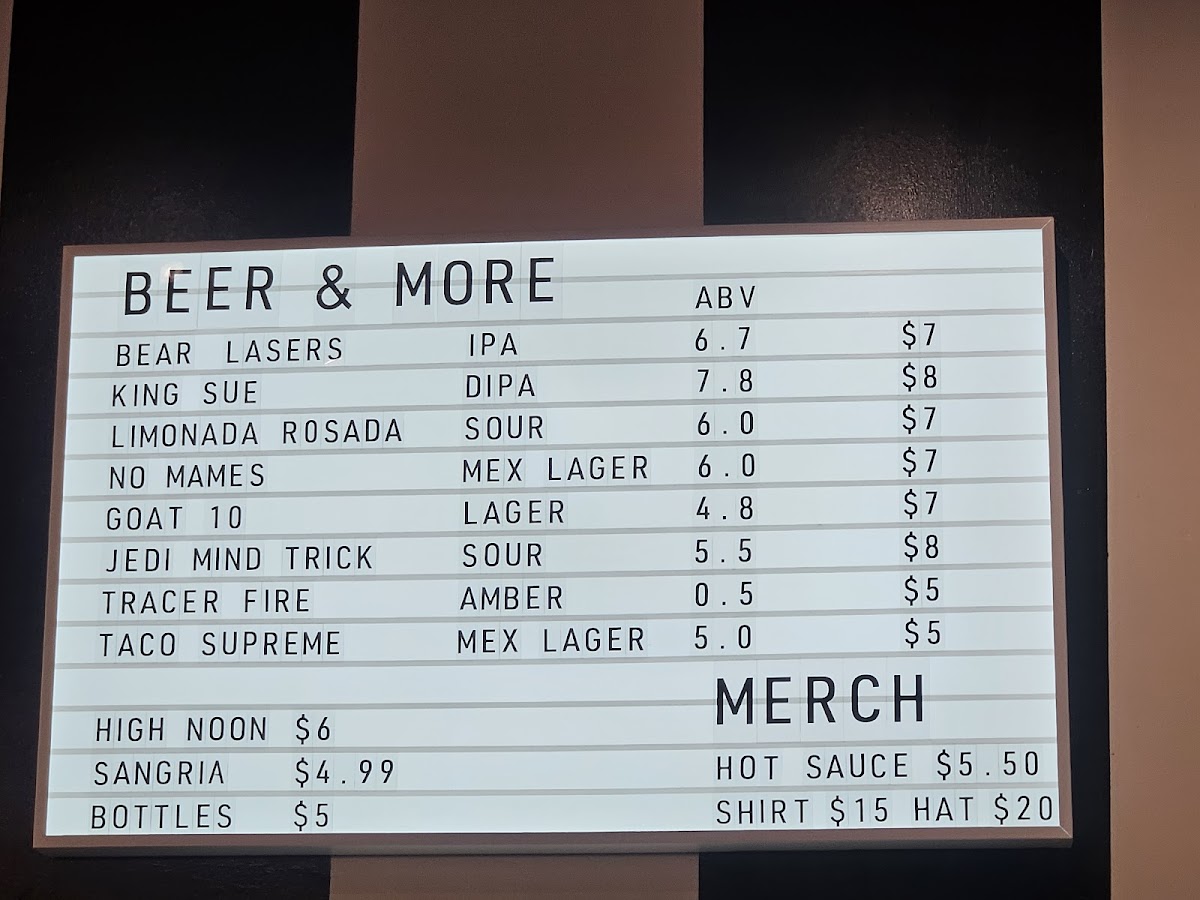 BEER & MORE ABV
BEAR LASERS IPA 6.7 $7
KING SUE DIPA 7.8 $8
LIMONADA ROSADA SOUR 6.0 $7
NO MAMES MEX LAGER 6.0 $7
GOAT 10 LAGER 4.8 $7
JEDI MIND TRICK SOUR 5.5 $8
TRACER FIRE AMBER 0.5 $5
TACO SUPREME MEX LAGER 5.0 $5
MERCH
HIGH NOON $6
SANGRIA $4.99 HOT SAUCE $5.50
BOTTLES $5 SHIRT $15 HAT $20